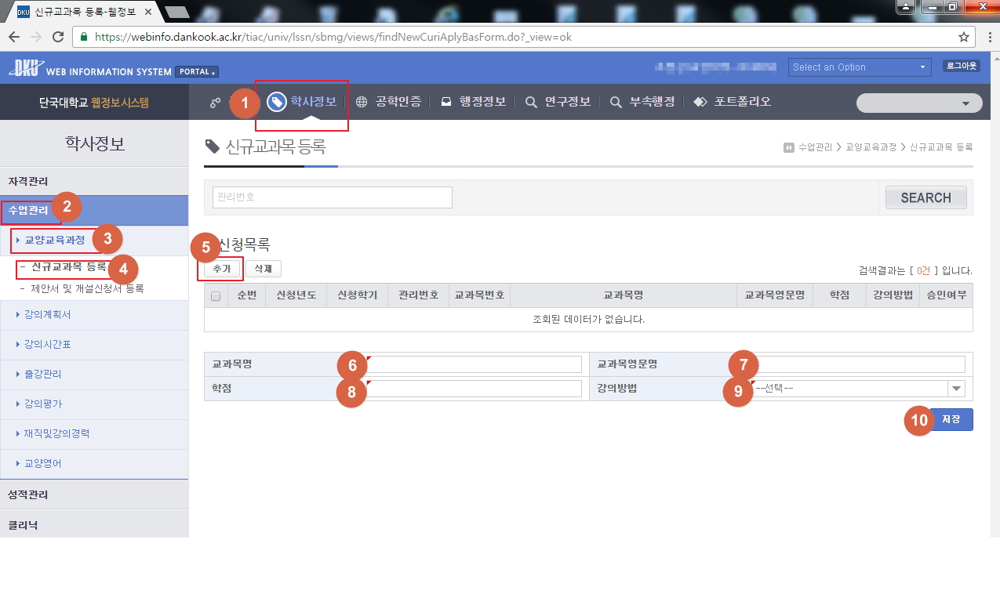 DKU 신규교과목 등록-웹정보
https://webinfo.dankook.ac.kr/tiac/univ/lssn/sbmg/views/findNewCuriAplyBasForm.do?_view=ok
DKU WEB INFORMATION SYSTEM PORTAL
Select an Option
로그아웃
단국대학교 웹정보시스템
1 학사정보
공학인증
행정정보
연구정보
부속행정
포트폴리오
학사정보
자격관리
수업관리 2
교양교육과정 3
- 신규교과목 등록 4
- 제안서 및 개설신청서 등록
강의계획서
강의시간표
출강관리
강의평가
재직및강의경력
교양영어
성적관리
클리닉
신규교과목 등록
H 수업관리 > 교양교육과정 > 신규교과목 등록
관리번호
SEARCH
5 신청목록
추가 삭제
검색결과는 [ 0건 ] 입니다.
순번 신청년도 신청학기 관리번호 교과목번호 교과목명 교과목영문명 학점 강의방법 승인여부
조회된 데이터가 없습니다.
교과목명 6 교과목영문명 7
학점 8 강의방법 9 --선택--
10 저장